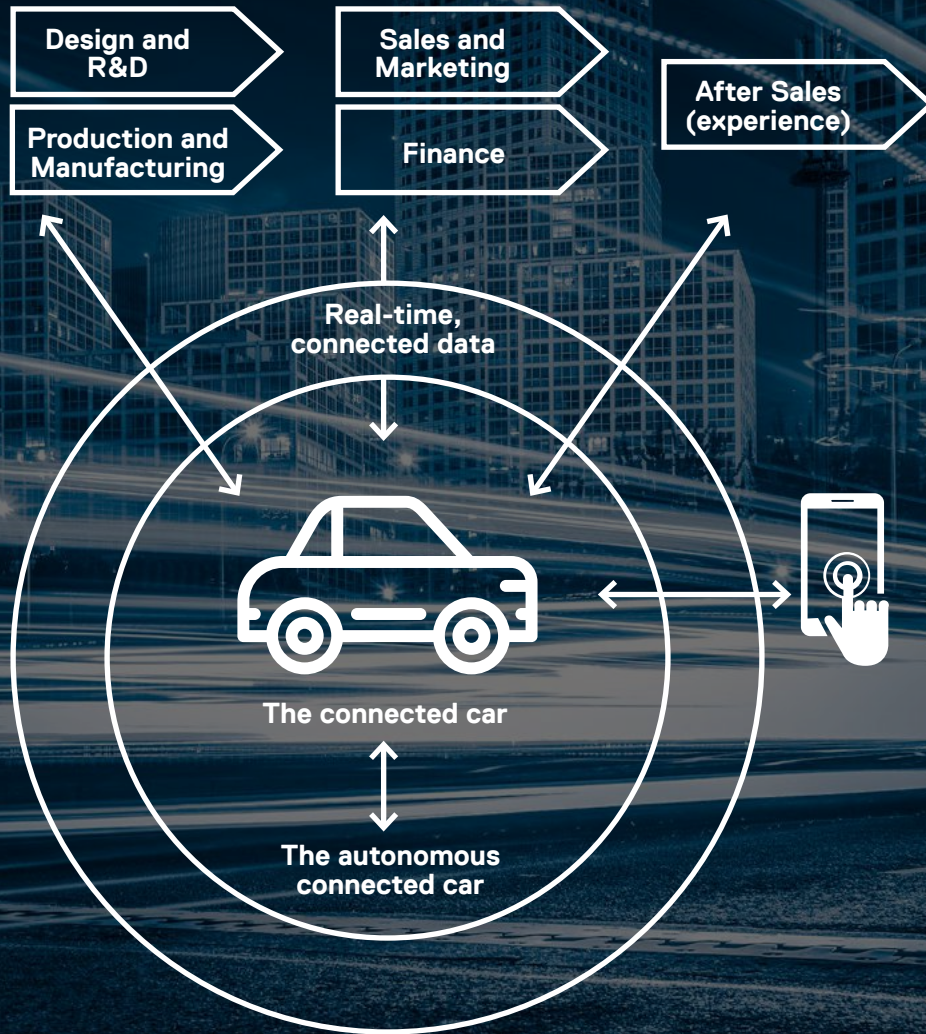 Design and
R&D
Production and
Manufacturing
Sales and
Marketing
Finance
After Sales
(experience)
Real-time,
connected data
The connected car
The autonomous
connected car